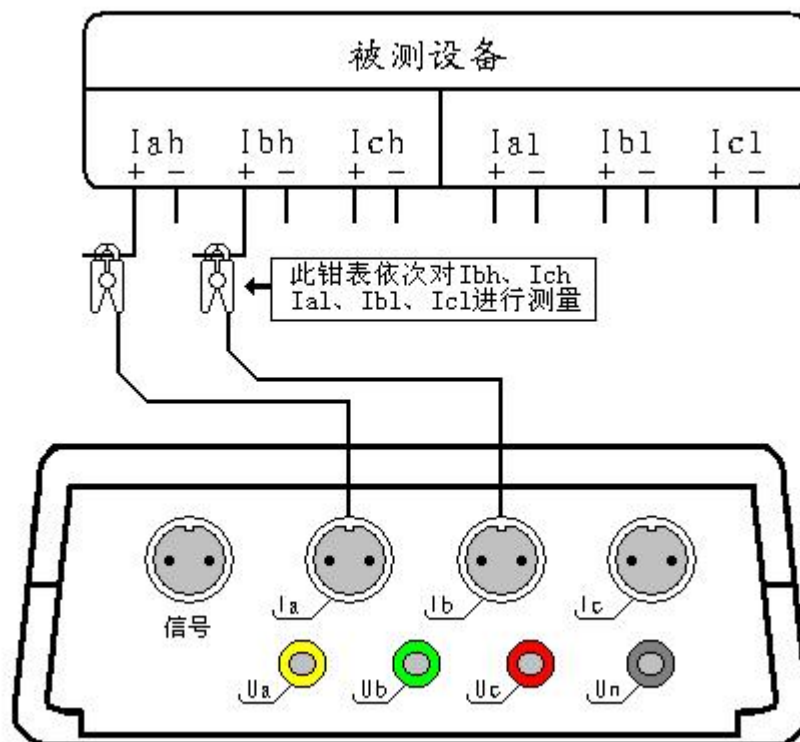 被测设备
Iah Ibh Ich Ial Ibl Icl
+ − + − + − + − + − + −
此钳表依次对Ibh、Ich
Ial、Ibl、Icl进行测量
Ia Ib Ic
信号
Ua Ub Uc Un